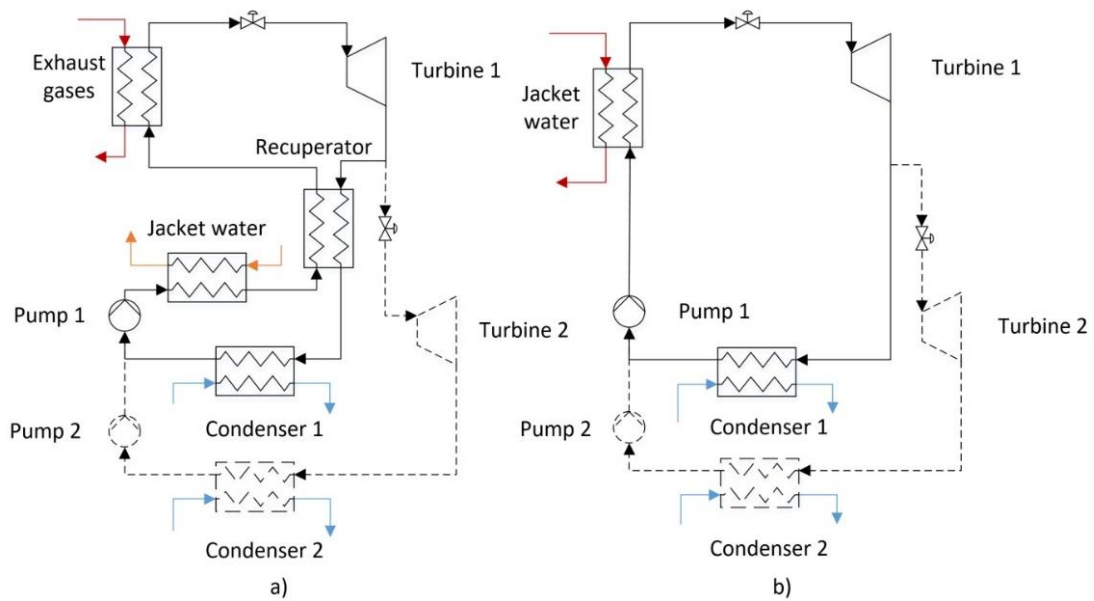 Exhaust
gases
Turbine 1
Recuperator
Jacket water
Pump 1
Turbine 2
Condenser 1
Pump 2
Condenser 2
a)
Jacket
water
Turbine 1
Pump 1
Turbine 2
Condenser 1
Pump 2
Condenser 2
b)